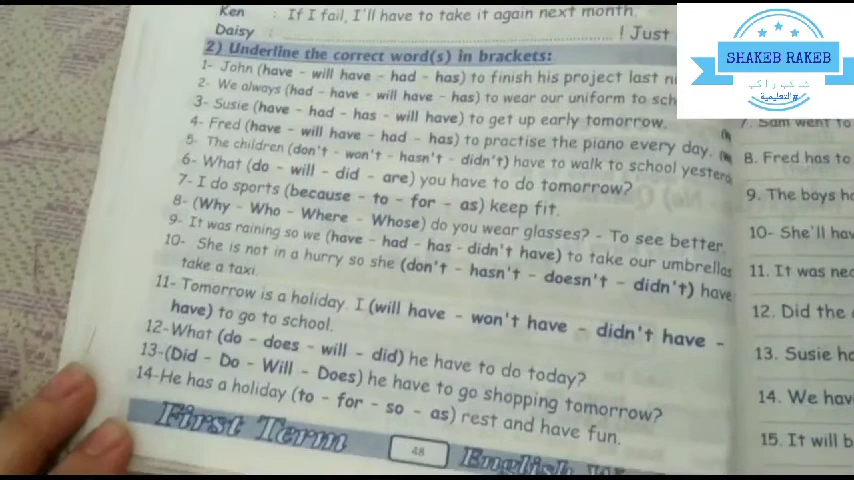 Ken : If I fail, I'll have to take it again next month.
Daisy : ............................................................ ! Just
2) Underline the correct word(s) in brackets:
1- John (have - will have - had - has) to finish his project last
2- We always (had - have - will have - has) to wear our uniform to
3- Susie (have - had - has - will have) to get up early tomorrow.
4- Fred (have - will have - had - has) to practise the piano every day.
5- The children (don't - won't - hasn't - didn't) have to walk to school
6- What (do - will - did - are) you have to do tomorrow?
7- I do sports (because - to - for - as) keep fit.
8- (Why - Who - Where - Whose) do you wear glasses? - To see better.
9- It was raining so we (have - had - has - didn't have) to take our umbrellas
10- She is not in a hurry so she (don't - hasn't - doesn't - didn't) have
take a taxi.
11- Tomorrow is a holiday. I (will have - won't have - didn't have -
have) to go to school.
12-What (do - does - will - did) he have to do today?
13-(Did - Do - Will - Does) he have to go shopping tomorrow?
14-He has a holiday (to - for - so - as) rest and have fun.
First Term
48
English
7. Sam went to
8. Fred has to
9. The boys
10- She'll
11. It was
12. Did the
13. Susie
14. We
15. It will
SHAKEB RAKEB
شكب راكب
#التعليمية